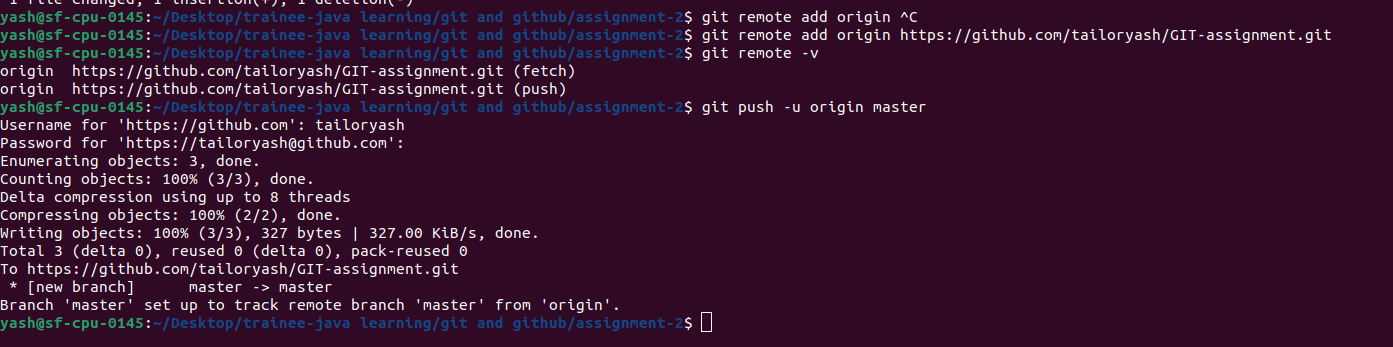 1 file changed, 1 insertion(+), 1 deletion(-)
yash@sf-cpu-0145:~/Desktop/trainee-java learning/git and github/assignment-2$ git remote add origin ^C
yash@sf-cpu-0145:~/Desktop/trainee-java learning/git and github/assignment-2$ git remote add origin https://github.com/tailoryash/GIT-assignment.git
yash@sf-cpu-0145:~/Desktop/trainee-java learning/git and github/assignment-2$ git remote -v
origin  https://github.com/tailoryash/GIT-assignment.git (fetch)
origin  https://github.com/tailoryash/GIT-assignment.git (push)
yash@sf-cpu-0145:~/Desktop/trainee-java learning/git and github/assignment-2$ git push -u origin master
Username for 'https://github.com': tailoryash
Password for 'https://tailoryash@github.com':
Enumerating objects: 3, done.
Counting objects: 100% (3/3), done.
Delta compression using up to 8 threads
Compressing objects: 100% (2/2), done.
Writing objects: 100% (3/3), 327 bytes | 327.00 KiB/s, done.
Total 3 (delta 0), reused 0 (delta 0), pack-reused 0
To https://github.com/tailoryash/GIT-assignment.git
 * [new branch]      master -> master
Branch 'master' set up to track remote branch 'master' from 'origin'.
yash@sf-cpu-0145:~/Desktop/trainee-java learning/git and github/assignment-2$